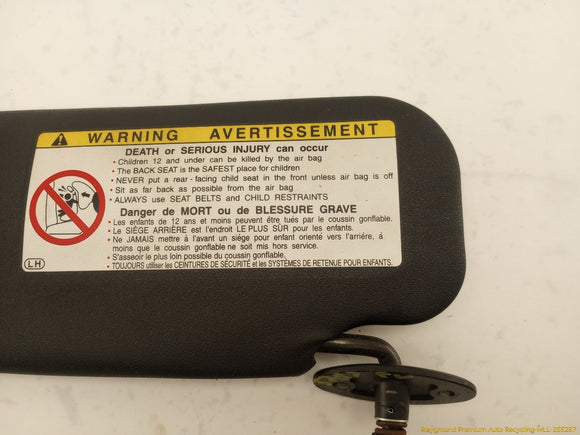 WARNING AVERTISSEMENT
DEATH or SERIOUS INJURY can occur
• Children 12 and under can be killed by the air bag
• The BACK SEAT is the SAFEST place for children
• NEVER put a rear - facing child seat in the front unless air bag is off
• Sit as far back as possible from the air bag
• ALWAYS use SEAT BELTS and CHILD RESTRAINTS
Danger de MORT ou de BLESSURE GRAVE
• Les enfants de 12 ans et moins peuvent être tués par le coussin gonflable.
• Le SIÈGE ARRIÈRE est l'endroit LE PLUS SÛR pour les enfants.
• Ne JAMAIS mettre à l'avant un siège pour enfant orienté vers l'arrière, à
moins que le coussin gonflable ne soit mis hors service.
• S'asseoir le plus loin possible du coussin gonflable.
• TOUJOURS utiliser les CEINTURES DE SÉCURITÉ et les SYSTÈMES DE RETENUE POUR ENFANTS.
LH
Rayground Premium Auto Recycling-MLL-255287